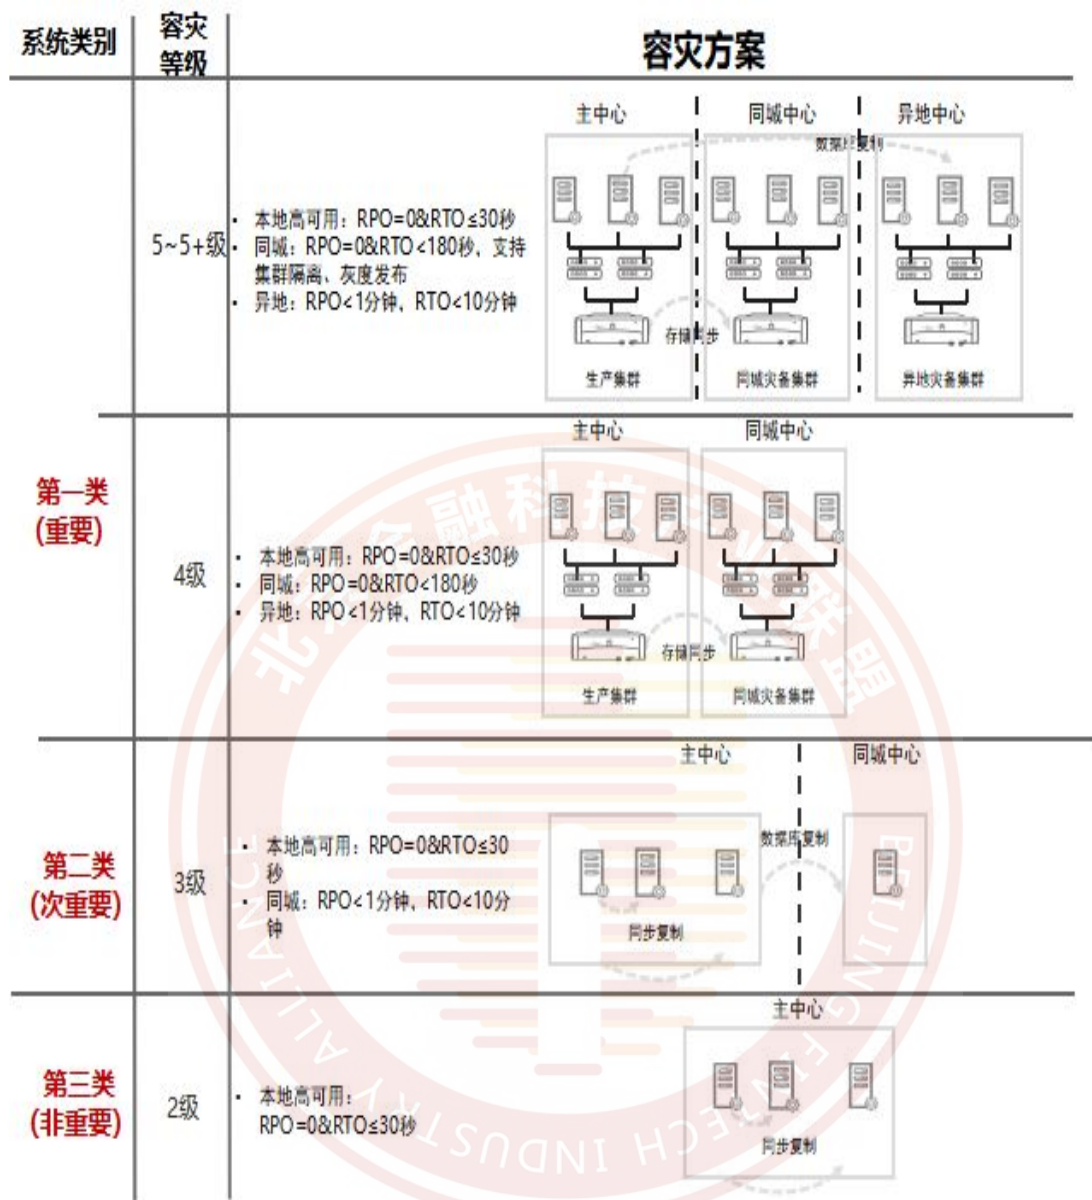 系统类别
容灾
等级
容灾方案
主中心
同城中心
异地中心
数据库复制
5~5+级
• 本地高可用：RPO=0&RTO≤30秒
• 同城：RPO=0&RTO<180秒，支持
集群隔离、灰度发布
• 异地：RPO<1分钟，RTO<10分钟
存储同步
生产集群
同城灾备集群
异地灾备集群
第一类
(重要)
主中心
同城中心
4级
• 本地高可用：RPO=0&RTO≤30秒
• 同城：RPO=0&RTO<180秒
• 异地：RPO<1分钟，RTO<10分钟
存储同步
生产集群
同城灾备集群
主中心
同城中心
第二类
(次重要)
3级
• 本地高可用：RPO=0&RTO≤30
秒
• 同城：RPO<1分钟，RTO<10分
钟
数据库复制
同步复制
主中心
第三类
(非重要)
2级
• 本地高可用：
RPO=0&RTO≤30秒
同步复制
BEIJING FINTECH INDUSTRY ALLIANCE